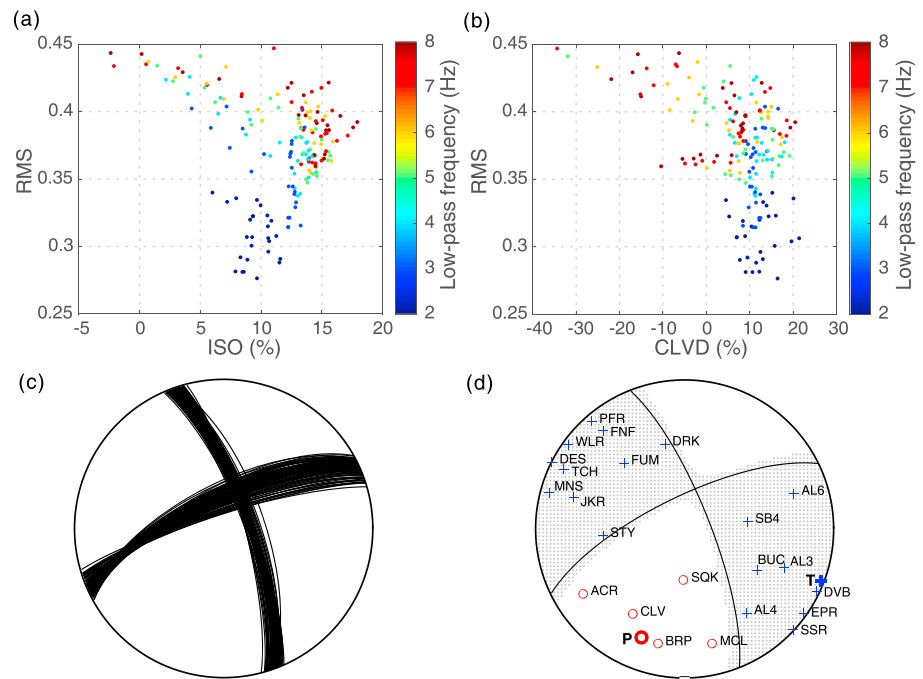 (a)
(b)
0.45
0.4
0.35
0.3
0.25
RMS
-5
0
5
10
15
20
ISO (%)
8
7
6
5
4
3
2
Low-pass frequency (Hz)
0.45
0.4
0.35
0.3
0.25
RMS
-40
-30
-20
-10
0
10
20
30
CLVD (%)
8
7
6
5
4
3
2
Low-pass frequency (Hz)
(c)
(d)
PFR
FNF
WLR
DRK
DES
FUM
TCH
MNS
JKR
AL6
SB4
STY
BUC
AL3
SQK
T
DVB
ACR
CLV
AL4
EPR
P
BRP
MCL
SSR